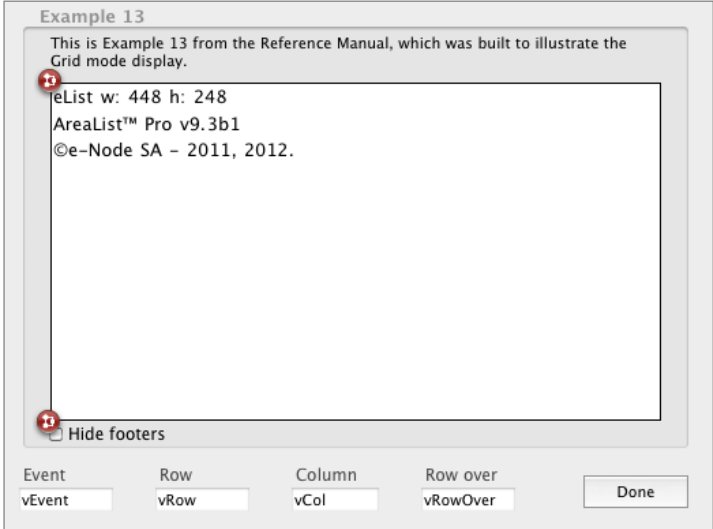 Example 13
This is Example 13 from the Reference Manual, which was built to illustrate the
Grid mode display.
eList w: 448 h: 248
AreaList™ Pro v9.3b1
©e-Node SA – 2011, 2012.
Hide footers
Event Row Column Row over
vEvent vRow vCol vRowOver Done